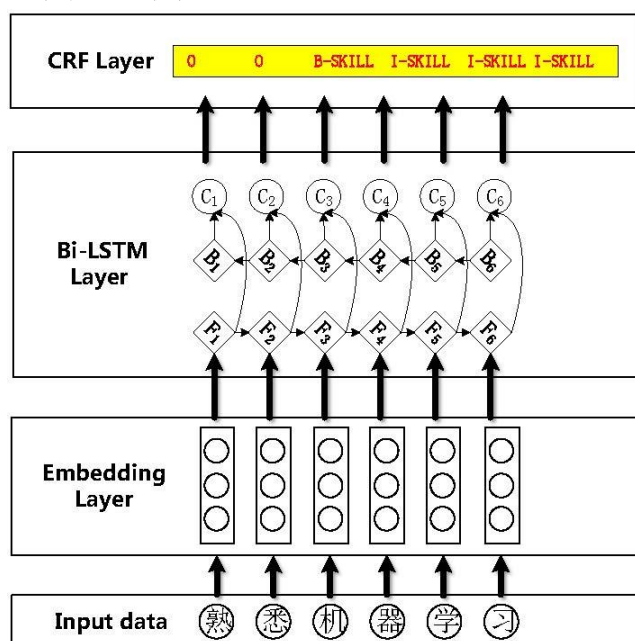 CRF Layer O O B-SKILL I-SKILL I-SKILL I-SKILL
C₁ C₂ C₃ C₄ C₅ C₆
Bi-LSTM
Layer
B₁ B₂ B₃ B₄ B₅ B₆
F₁ F₂ F₃ F₄ F₅ F₆
Embedding
Layer
Input data 熟 悉 机 器 学 习